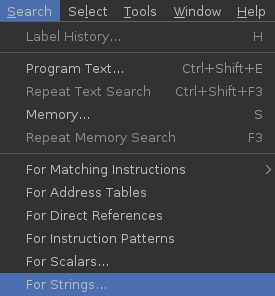 Search Select Tools Window Help
Label History... H
Program Text... Ctrl+Shift+E
Repeat Text Search Ctrl+Shift+F3
Memory... S
Repeat Memory Search F3
For Matching Instructions
For Address Tables
For Direct References
For Instruction Patterns
For Scalars...
For Strings...